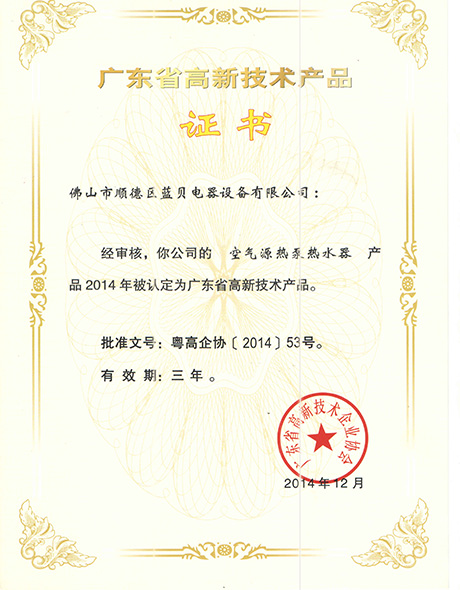 广东省高新技术产品
证书
佛山市顺德区蓝贝电器设备有限公司：
经审核，你公司的 空气源热泵热水器 产
品2014年被认定为广东省高新技术产品。
批准文号：粤高企协〔2014〕53号。
有效期：三年。
广东省高新技术企业协会
2014年12月